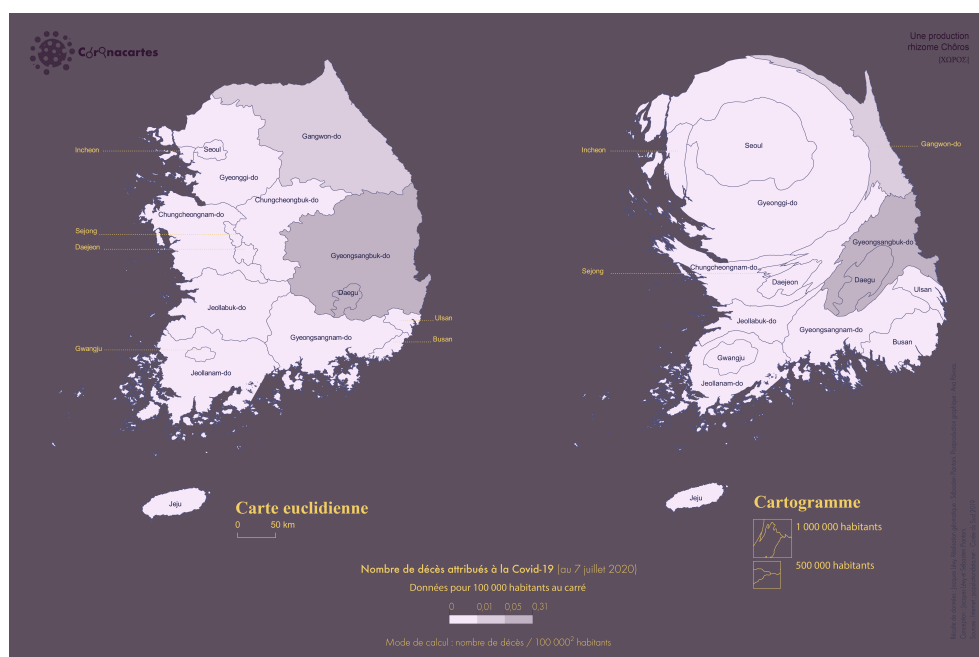 Cor🔾nacartes
Une production
rhizome Chôros
[ΧΩΡΟΣ]
Gangwon-do
Incheon
Seoul
Gyeonggi-do
Chungcheongbuk-do
Chungcheongnam-do
Sejong
Daejeon
Gyeongsangbuk-do
Daegu
Jeollabuk-do
Ulsan
Gyeongsangnam-do
Busan
Gwangju
Jeollanam-do
Jeju
Carte euclidienne
0 50 km
Incheon
Seoul
Gangwon-do
Gyeonggi-do
Gyeongsangbuk-do
Chungcheongnam-do
Sejong
Daejeon
Daegu
Ulsan
Jeollabuk-do
Gyeongsangnam-do
Busan
Gwangju
Jeollanam-do
Jeju
Cartogramme
1 000 000 habitants
500 000 habitants
Nombre de décès attribués à la Covid-19 (au 7 juillet 2020)
Données pour 100 000 habitants au carré
0 0,01 0,05 0,31
Mode de calcul : nombre de décès / 100 000² habitants